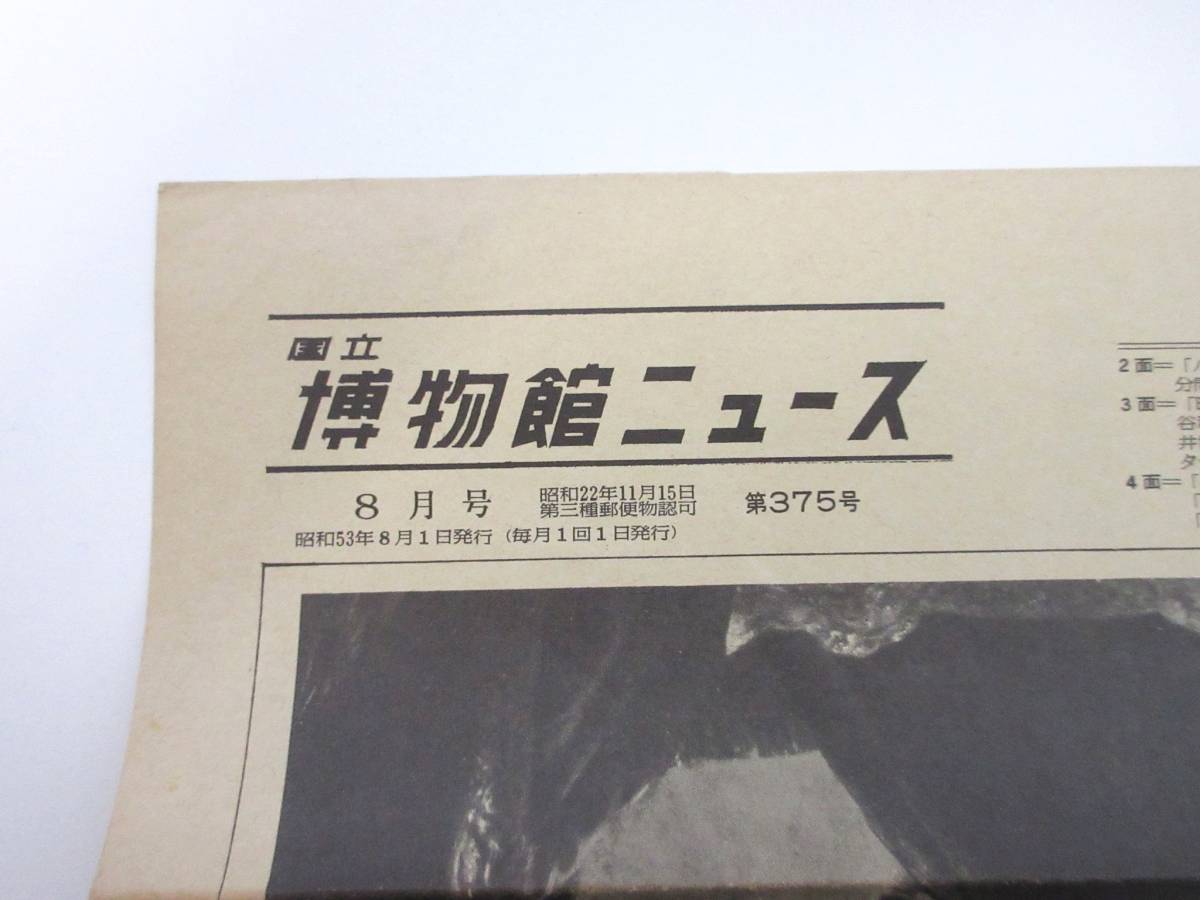 国立
博物館ニュース
8月号
昭和22年11月15日
第三種郵便物認可
第375号
昭和53年8月1日発行（毎月1回1日発行）
2面＝「
3面＝「
4面＝「